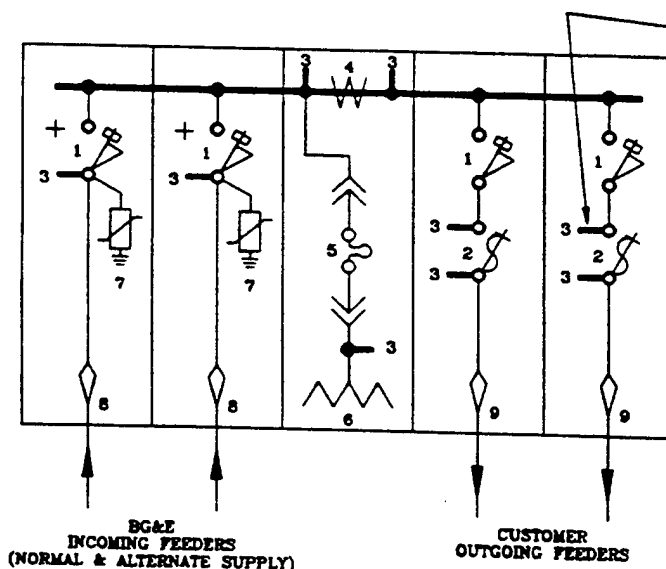 3 4 3
+ 1 + 1 1 1
3 3
3 3
5 2 2
7 7 3 3
3
8 8 9 9
6
BG&E
INCOMING FEEDERS
(NORMAL & ALTERNATE SUPPLY)
CUSTOMER
OUTGOING FEEDERS